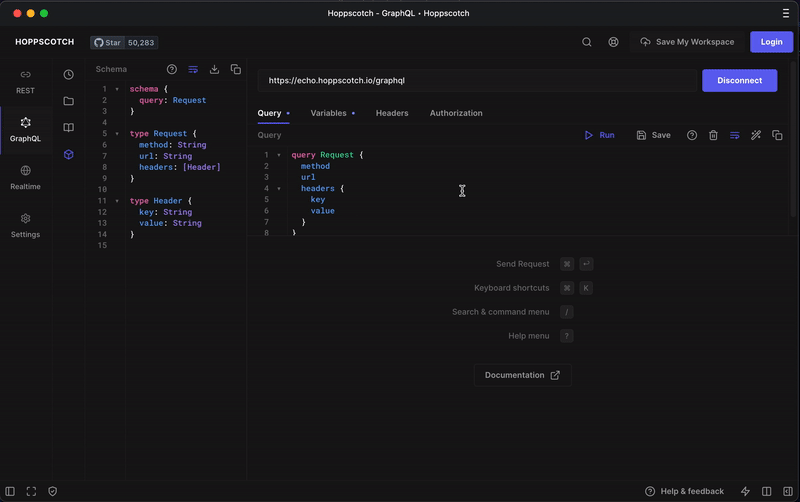 Hoppscotch - GraphQL • Hoppscotch
HOPPSCOTCH
Star 50,283
Save My Workspace
Login
REST
GraphQL
Realtime
Settings
Schema
1 schema {
2 query: Request
3 }
4
5 type Request {
6 method: String
7 url: String
8 headers: [Header]
9 }
10
11 type Header {
12 key: String
13 value: String
14 }
15
https://echo.hoppscotch.io/graphql
Disconnect
Query • Variables • Headers Authorization
Query
Run
Save
1 query Request {
2 method
3 url
4 headers {
5 key
6 value
7 }
8 }
Send Request ⌘ ↵
Keyboard shortcuts ⌘ K
Search & command menu /
Help menu ?
Documentation
Help & feedback